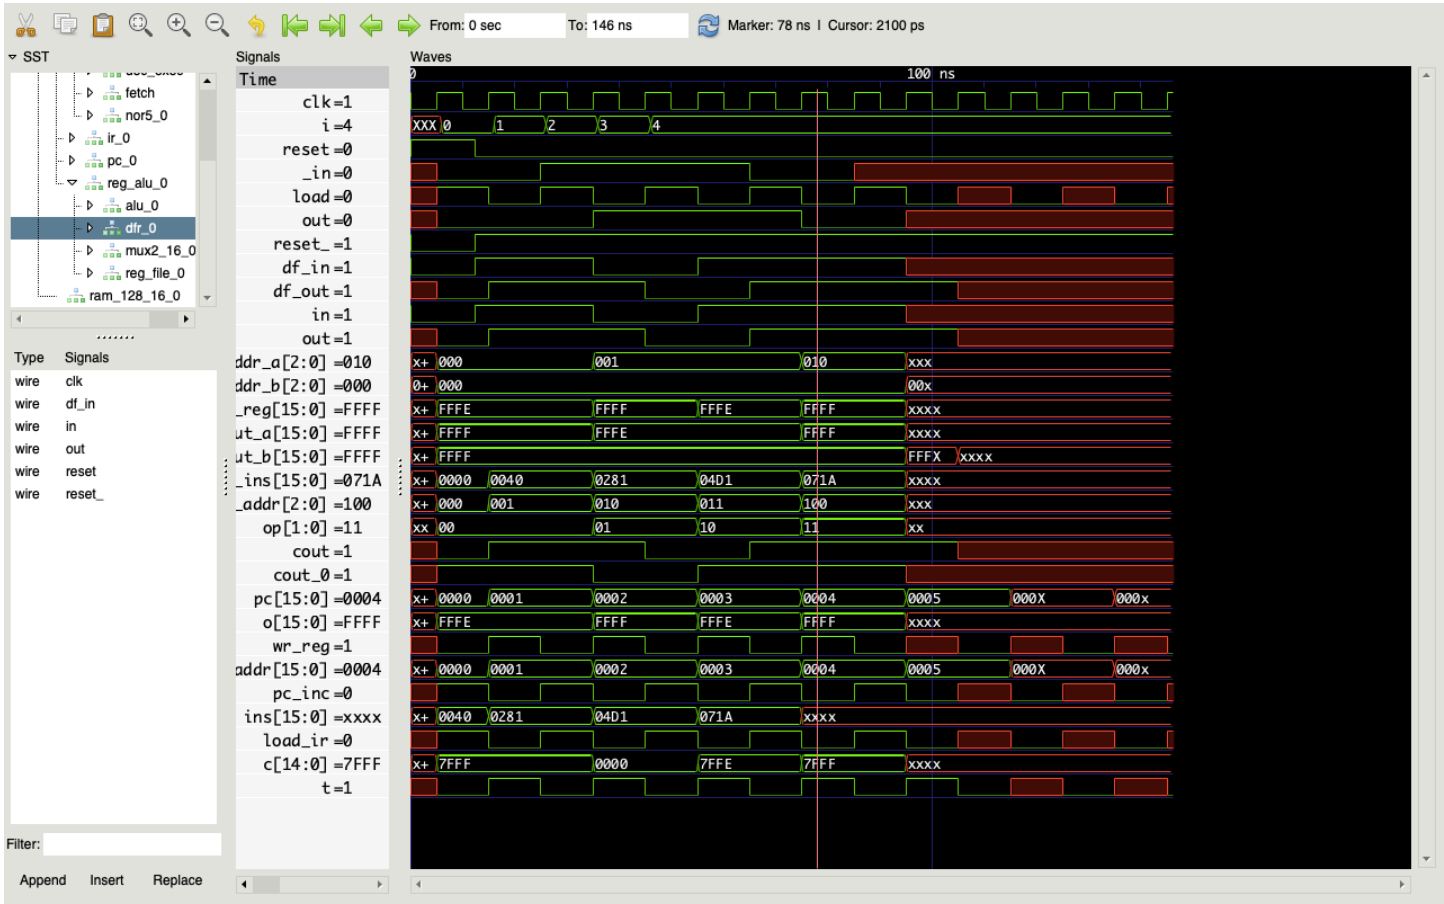 From: 0 sec To: 146 ns Marker: 78 ns | Cursor: 2100 ps
SST
fetch
nor5_0
ir_0
pc_0
reg_alu_0
alu_0
dfr_0
mux2_16_0
reg_file_0
ram_128_16_0
Type Signals
wire clk
wire df_in
wire in
wire out
wire reset
wire reset_
Filter:
Append Insert Replace
Signals
Time
clk=1
i=4
reset=0
_in=0
load=0
out=0
reset_=1
df_in=1
df_out=1
in=1
out=1
ddr_a[2:0] =010
ddr_b[2:0] =000
_reg[15:0] =FFFF
ut_a[15:0] =FFFF
ut_b[15:0] =FFFF
_ins[15:0] =071A
_addr[2:0] =100
op[1:0] =11
cout=1
cout_0=1
pc[15:0] =0004
o[15:0] =FFFF
wr_reg=1
addr[15:0] =0004
pc_inc=0
ins[15:0] =xxxx
load_ir=0
c[14:0] =7FFF
t=1
Waves
0 100 ns
XXX 0 1 2 3 4
x+ 000 001 010 xxx
0+ 000 00x
x+ FFFE FFFF FFFE FFFF xxxx
x+ FFFF FFFE FFFF xxxx
x+ FFFF FFFX xxxx
x+ 0000 0040 0281 04D1 071A xxxx
x+ 000 001 010 011 100 xxx
xx 00 01 10 11 xx
x+ 0000 0001 0002 0003 0004 0005 000X 000x
x+ FFFE FFFF FFFE FFFF xxxx
x+ 0000 0001 0002 0003 0004 0005 000X 000x
x+ 0040 0281 04D1 071A xxxx
x+ 7FFF 0000 7FFE 7FFF xxxx